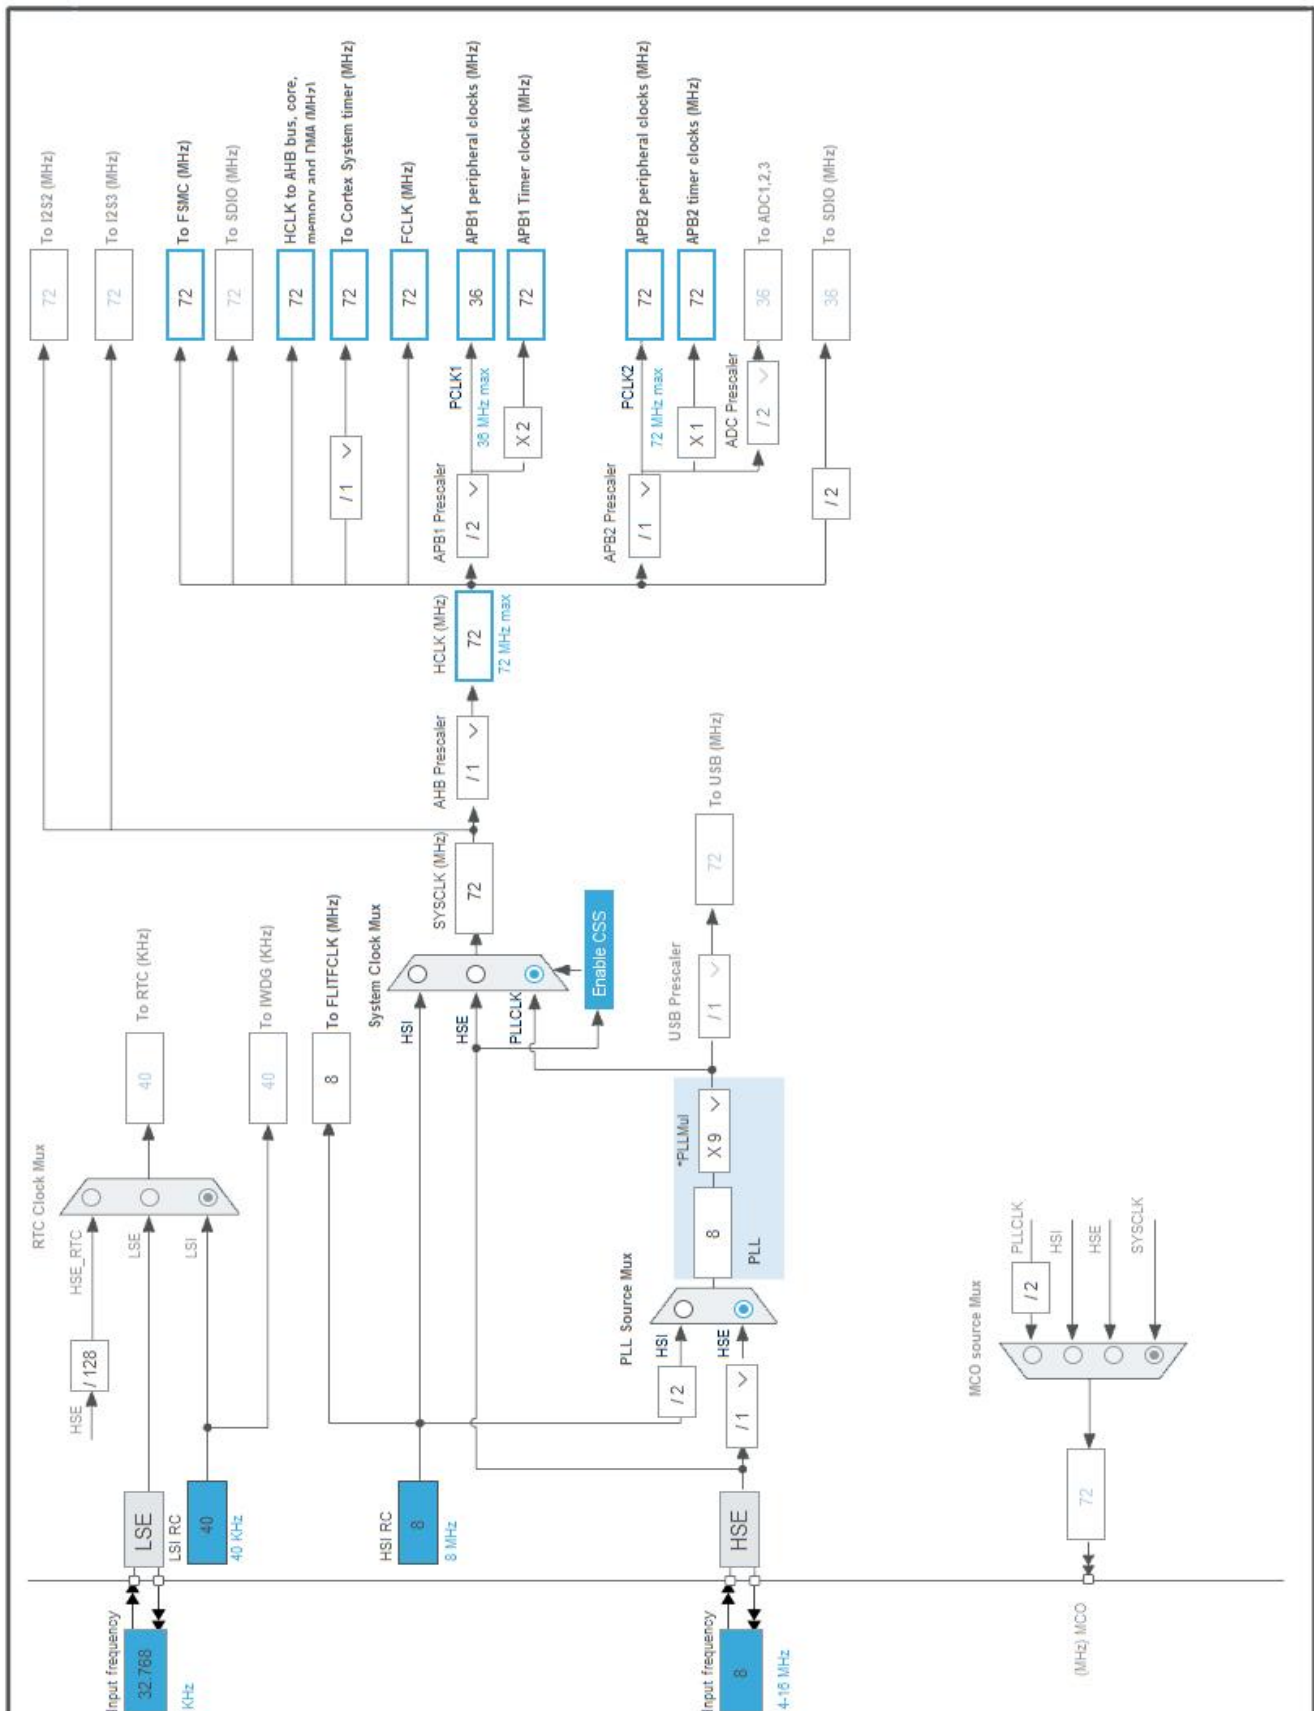 Input frequency
32.768
KHz
LSE
LSI RC
40
40 KHz
HSE
/ 128
HSE_RTC
LSE
LSI
RTC Clock Mux
40
To RTC (KHz)
40
To IWDG (KHz)
HSI RC
8
8 MHz
8
To FLITFCLK (MHz)
Input frequency
8
4-16 MHz
HSE
/ 2
/ 1
HSI
HSE
PLL Source Mux
8
*PLLMul
X 9
PLL
USB Prescaler
/ 1
72
To USB (MHz)
HSI
HSE
PLLCLK
System Clock Mux
Enable CSS
SYSCLK (MHz)
72
AHB Prescaler
/ 1
HCLK (MHz)
72
72 MHz max
72
To I2S2 (MHz)
72
To I2S3 (MHz)
72
To FSMC (MHz)
72
To SDIO (MHz)
72
HCLK to AHB bus, core,
memory and DMA (MHz)
/ 1
72
To Cortex System timer (MHz)
72
FCLK (MHz)
APB1 Prescaler
/ 2
PCLK1
36 MHz max
36
APB1 peripheral clocks (MHz)
X 2
72
APB1 Timer clocks (MHz)
APB2 Prescaler
/ 1
PCLK2
72 MHz max
72
APB2 peripheral clocks (MHz)
X 1
72
APB2 timer clocks (MHz)
ADC Prescaler
/ 2
36
To ADC1,2,3
/ 2
36
To SDIO (MHz)
MCO source Mux
/ 2
PLLCLK
HSI
HSE
SYSCLK
72
(MHz) MCO